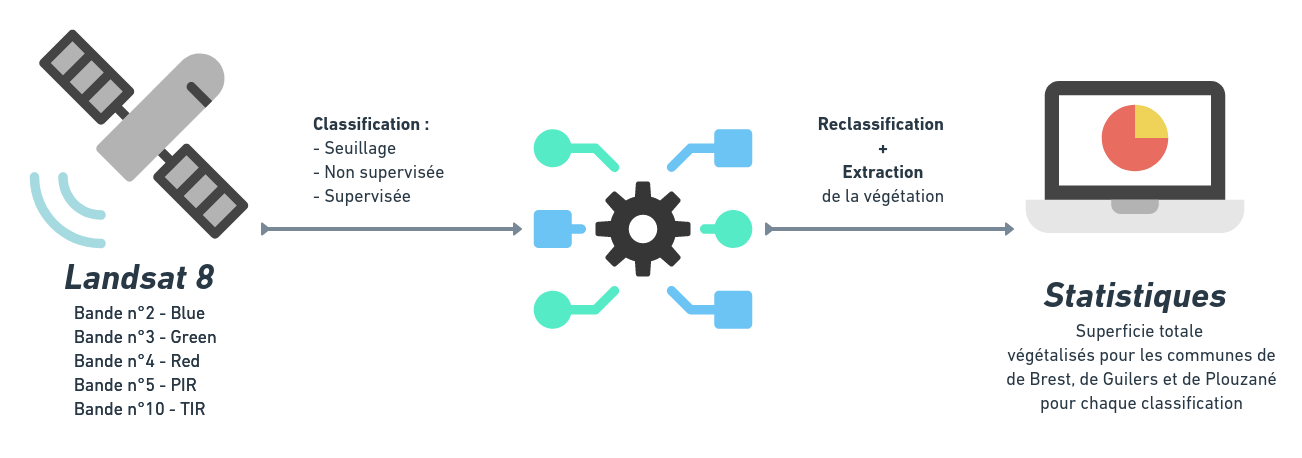 Classification :
- Seuillage
- Non supervisée
- Supervisée
Reclassification
+
Extraction
de la végétation
Landsat 8
Bande n°2 - Blue
Bande n°3 - Green
Bande n°4 - Red
Bande n°5 - PIR
Bande n°10 - TIR
Statistiques
Superficie totale
végétalisés pour les communes de
de Brest, de Guilers et de Plouzané
pour chaque classification